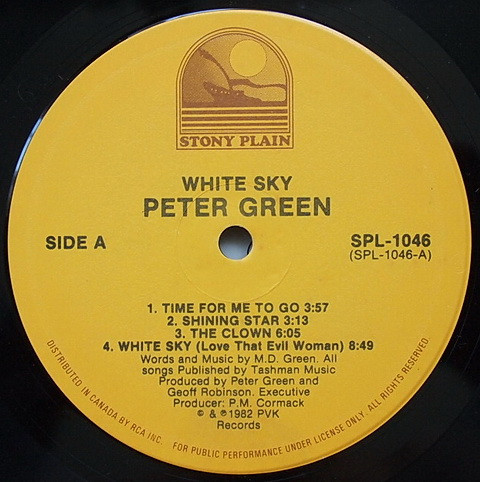 STONY PLAIN
WHITE SKY
PETER GREEN
SIDE A
SPL-1046
(SPL-1046-A)
1. TIME FOR ME TO GO 3:57
2. SHINING STAR 3:13
3. THE CLOWN 6:05
4. WHITE SKY (Love That Evil Woman) 8:49
Words and Music by M.D. Green. All
songs Published by Tashman Music
Produced by Peter Green and
Geoff Robinson. Executive
Producer: P.M. Cormack
© & ℗ 1982 PVK
Records
DISTRIBUTED IN CANADA BY RCA INC. FOR PUBLIC PERFORMANCE UNDER LICENSE ONLY. ALL RIGHTS RESERVED